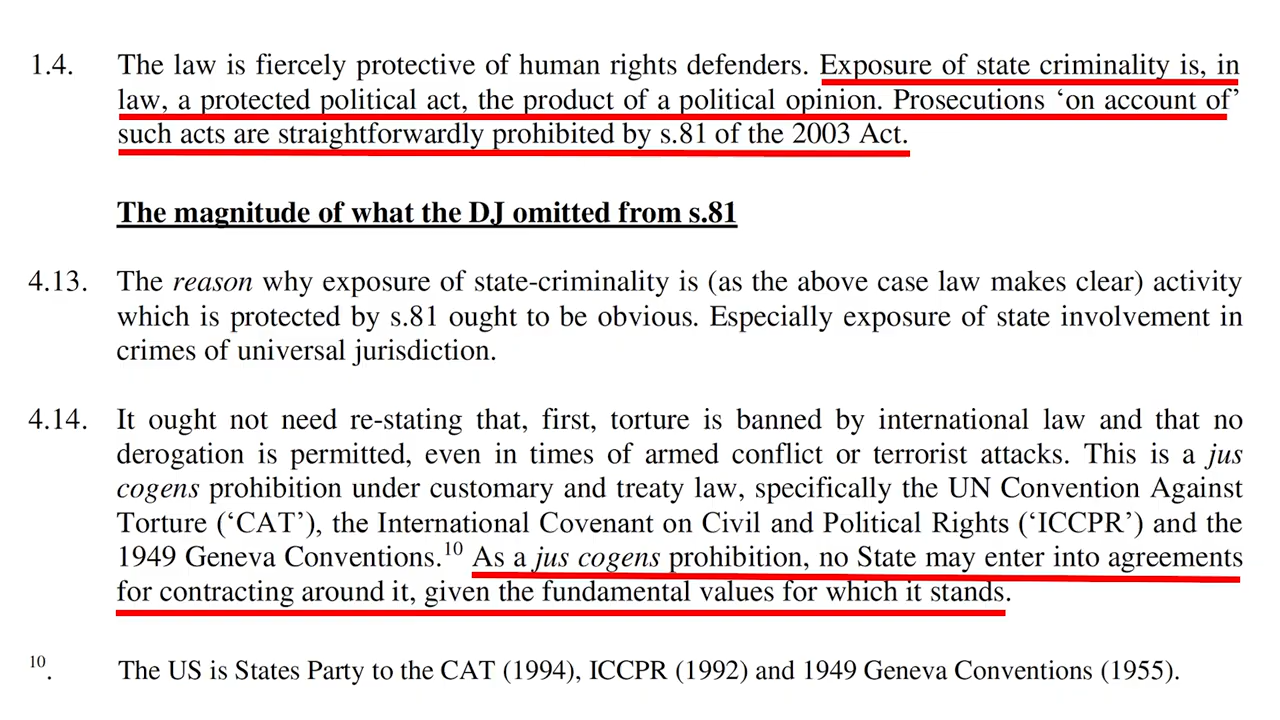 1.4. The law is fiercely protective of human rights defenders. Exposure of state criminality is, in
law, a protected political act, the product of a political opinion. Prosecutions ‘on account of’
such acts are straightforwardly prohibited by s.81 of the 2003 Act.
The magnitude of what the DJ omitted from s.81
4.13. The reason why exposure of state-criminality is (as the above case law makes clear) activity
which is protected by s.81 ought to be obvious. Especially exposure of state involvement in
crimes of universal jurisdiction.
4.14. It ought not need re-stating that, first, torture is banned by international law and that no
derogation is permitted, even in times of armed conflict or terrorist attacks. This is a jus
cogens prohibition under customary and treaty law, specifically the UN Convention Against
Torture (‘CAT’), the International Covenant on Civil and Political Rights (‘ICCPR’) and the
1949 Geneva Conventions.10 As a jus cogens prohibition, no State may enter into agreements
for contracting around it, given the fundamental values for which it stands.
10. The US is States Party to the CAT (1994), ICCPR (1992) and 1949 Geneva Conventions (1955).